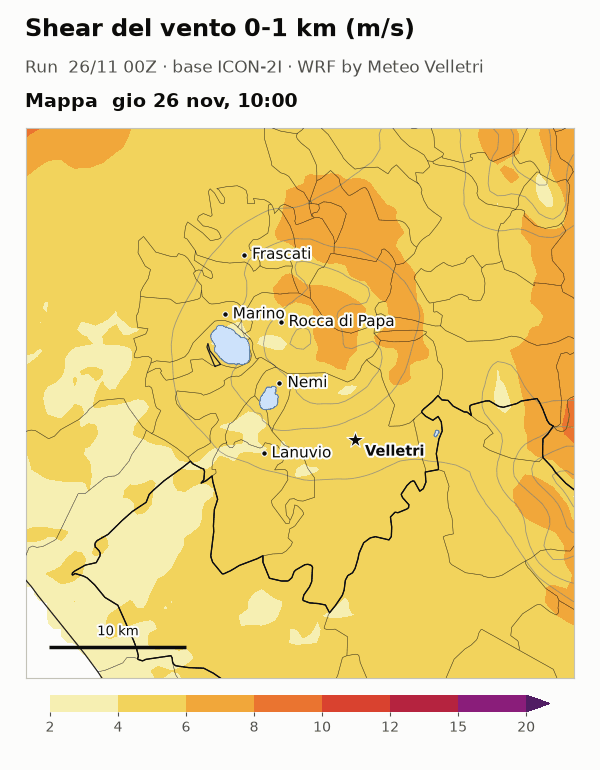 Shear del vento 0-1 km (m/s)
Run  26/11 00Z · base ICON-2I · WRF by Meteo Velletri
Mappa  gio 26 nov, 10:00
Frascati
Marino
Rocca di Papa
Nemi
Velletri
Lanuvio
10 km
2 4 6 8 10 12 15 20